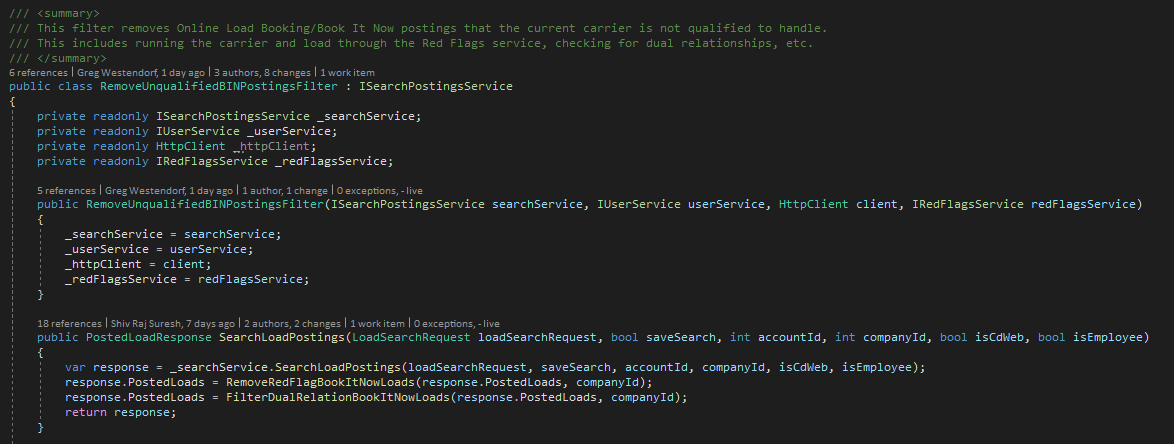 /// <summary>
/// This filter removes Online Load Booking/Book It Now postings that the current carrier is not qualified to handle.
/// This includes running the carrier and load through the Red Flags service, checking for dual relationships, etc.
/// </summary>
6 references | Greg Westendorf, 1 day ago | 3 authors, 8 changes | 1 work item
public class RemoveUnqualifiedBINPostingsFilter : ISearchPostingsService
{
private readonly ISearchPostingsService _searchService;
private readonly IUserService _userService;
private readonly HttpClient _httpClient;
private readonly IRedFlagsService _redFlagsService;
5 references | Greg Westendorf, 1 day ago | 1 author, 1 change | 0 exceptions, - live
public RemoveUnqualifiedBINPostingsFilter(ISearchPostingsService searchService, IUserService userService, HttpClient client, IRedFlagsService redFlagsService)
{
_searchService = searchService;
_userService = userService;
_httpClient = client;
_redFlagsService = redFlagsService;
}
18 references | Shiv Raj Suresh, 7 days ago | 2 authors, 2 changes | 1 work item | 0 exceptions, - live
public PostedLoadResponse SearchLoadPostings(LoadSearchRequest loadSearchRequest, bool saveSearch, int accountId, int companyId, bool isCdWeb, bool isEmployee)
{
var response = _searchService.SearchLoadPostings(loadSearchRequest, saveSearch, accountId, companyId, isCdWeb, isEmployee);
response.PostedLoads = RemoveRedFlagBookItNowLoads(response.PostedLoads, companyId);
response.PostedLoads = FilterDualRelationBookItNowLoads(response.PostedLoads, companyId);
return response;
}